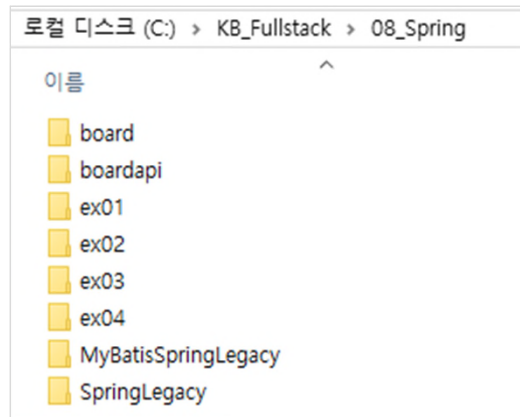 로컬 디스크 (C:) > KB_Fullstack > 08_Spring
이름
board
boardapi
ex01
ex02
ex03
ex04
MyBatisSpringLegacy
SpringLegacy